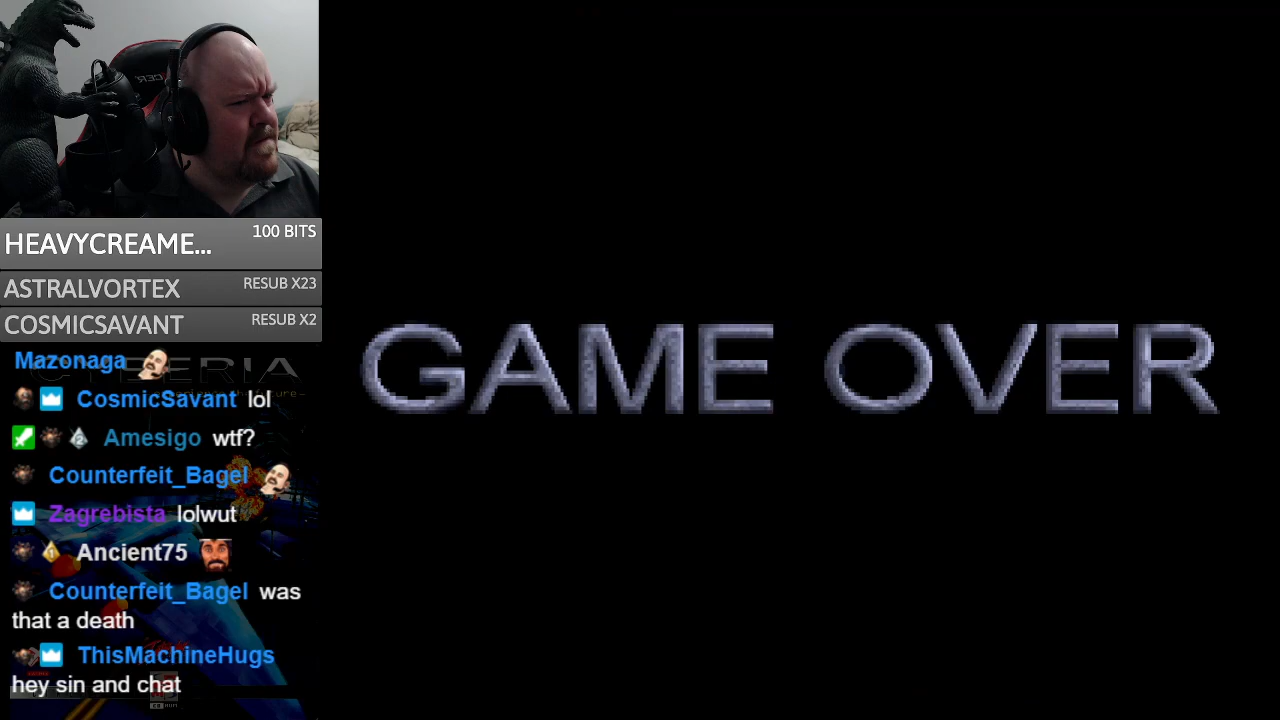 HEAVYCREAME... 100 BITS
ASTRALVORTEX RESUB X23
COSMICSAVANT RESUB X2
Mazonaga
CosmicSavant lol
Amesigo wtf?
Counterfeit_Bagel
Zagrebista lolwut
Ancient75
Counterfeit_Bagel was
that a death
ThisMachineHugs
hey sin and chat
GAME OVER